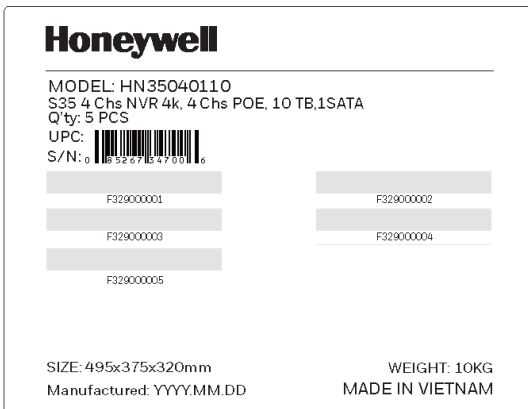 Honeywell
MODEL: HN35040110
S35 4 Chs NVR 4k, 4 Chs POE, 10 TB,1SATA
Q'ty: 5 PCS
UPC:
S/N: 0 85267 34700 6
F329000001 F329000002
F329000003 F329000004
F329000005
SIZE: 495x375x320mm WEIGHT: 10KG
Manufactured: YYYY.MM.DD MADE IN VIETNAM